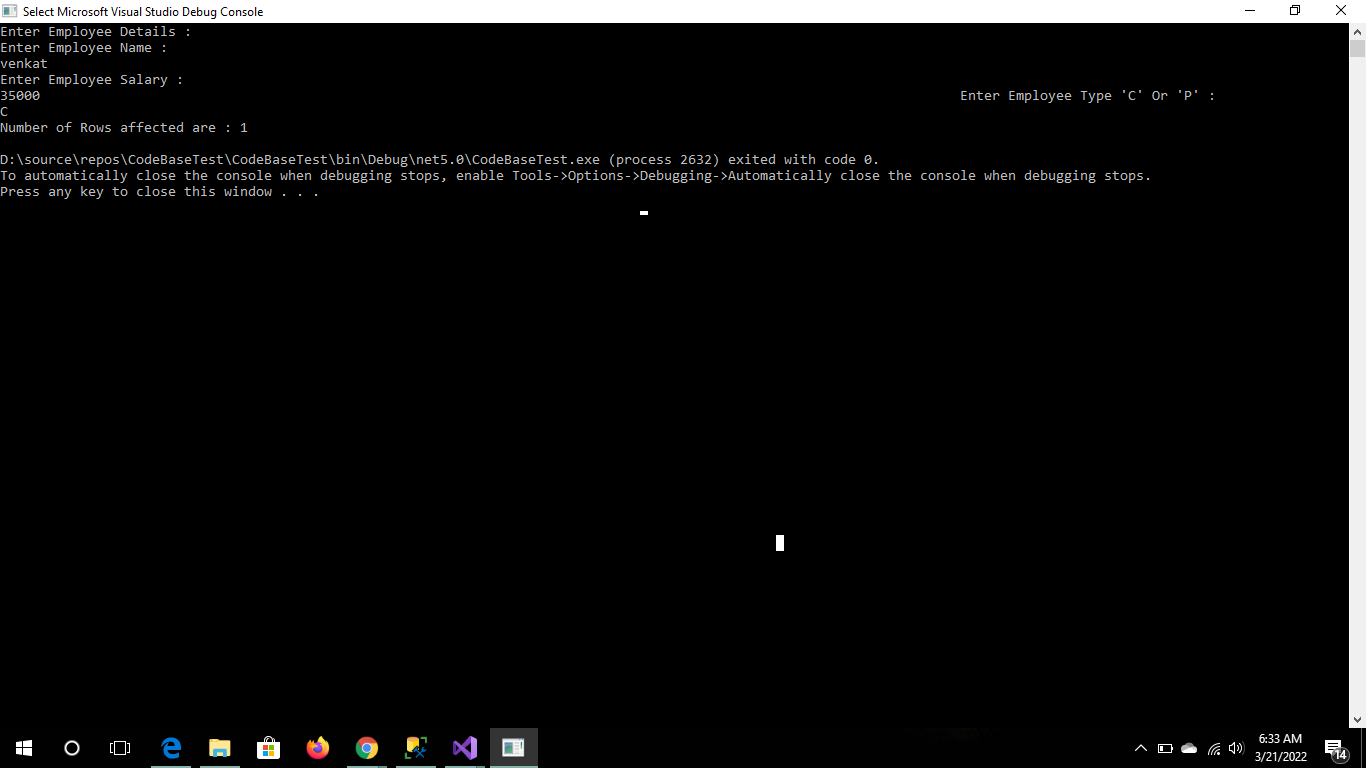 Select Microsoft Visual Studio Debug Console
Enter Employee Details :
Enter Employee Name :
venkat
Enter Employee Salary :
35000 Enter Employee Type 'C' Or 'P' :
C
Number of Rows affected are : 1
D:\source\repos\CodeBaseTest\CodeBaseTest\bin\Debug\net5.0\CodeBaseTest.exe (process 2632) exited with code 0.
To automatically close the console when debugging stops, enable Tools->Options->Debugging->Automatically close the console when debugging stops.
Press any key to close this window . . .
6:33 AM
3/21/2022
14